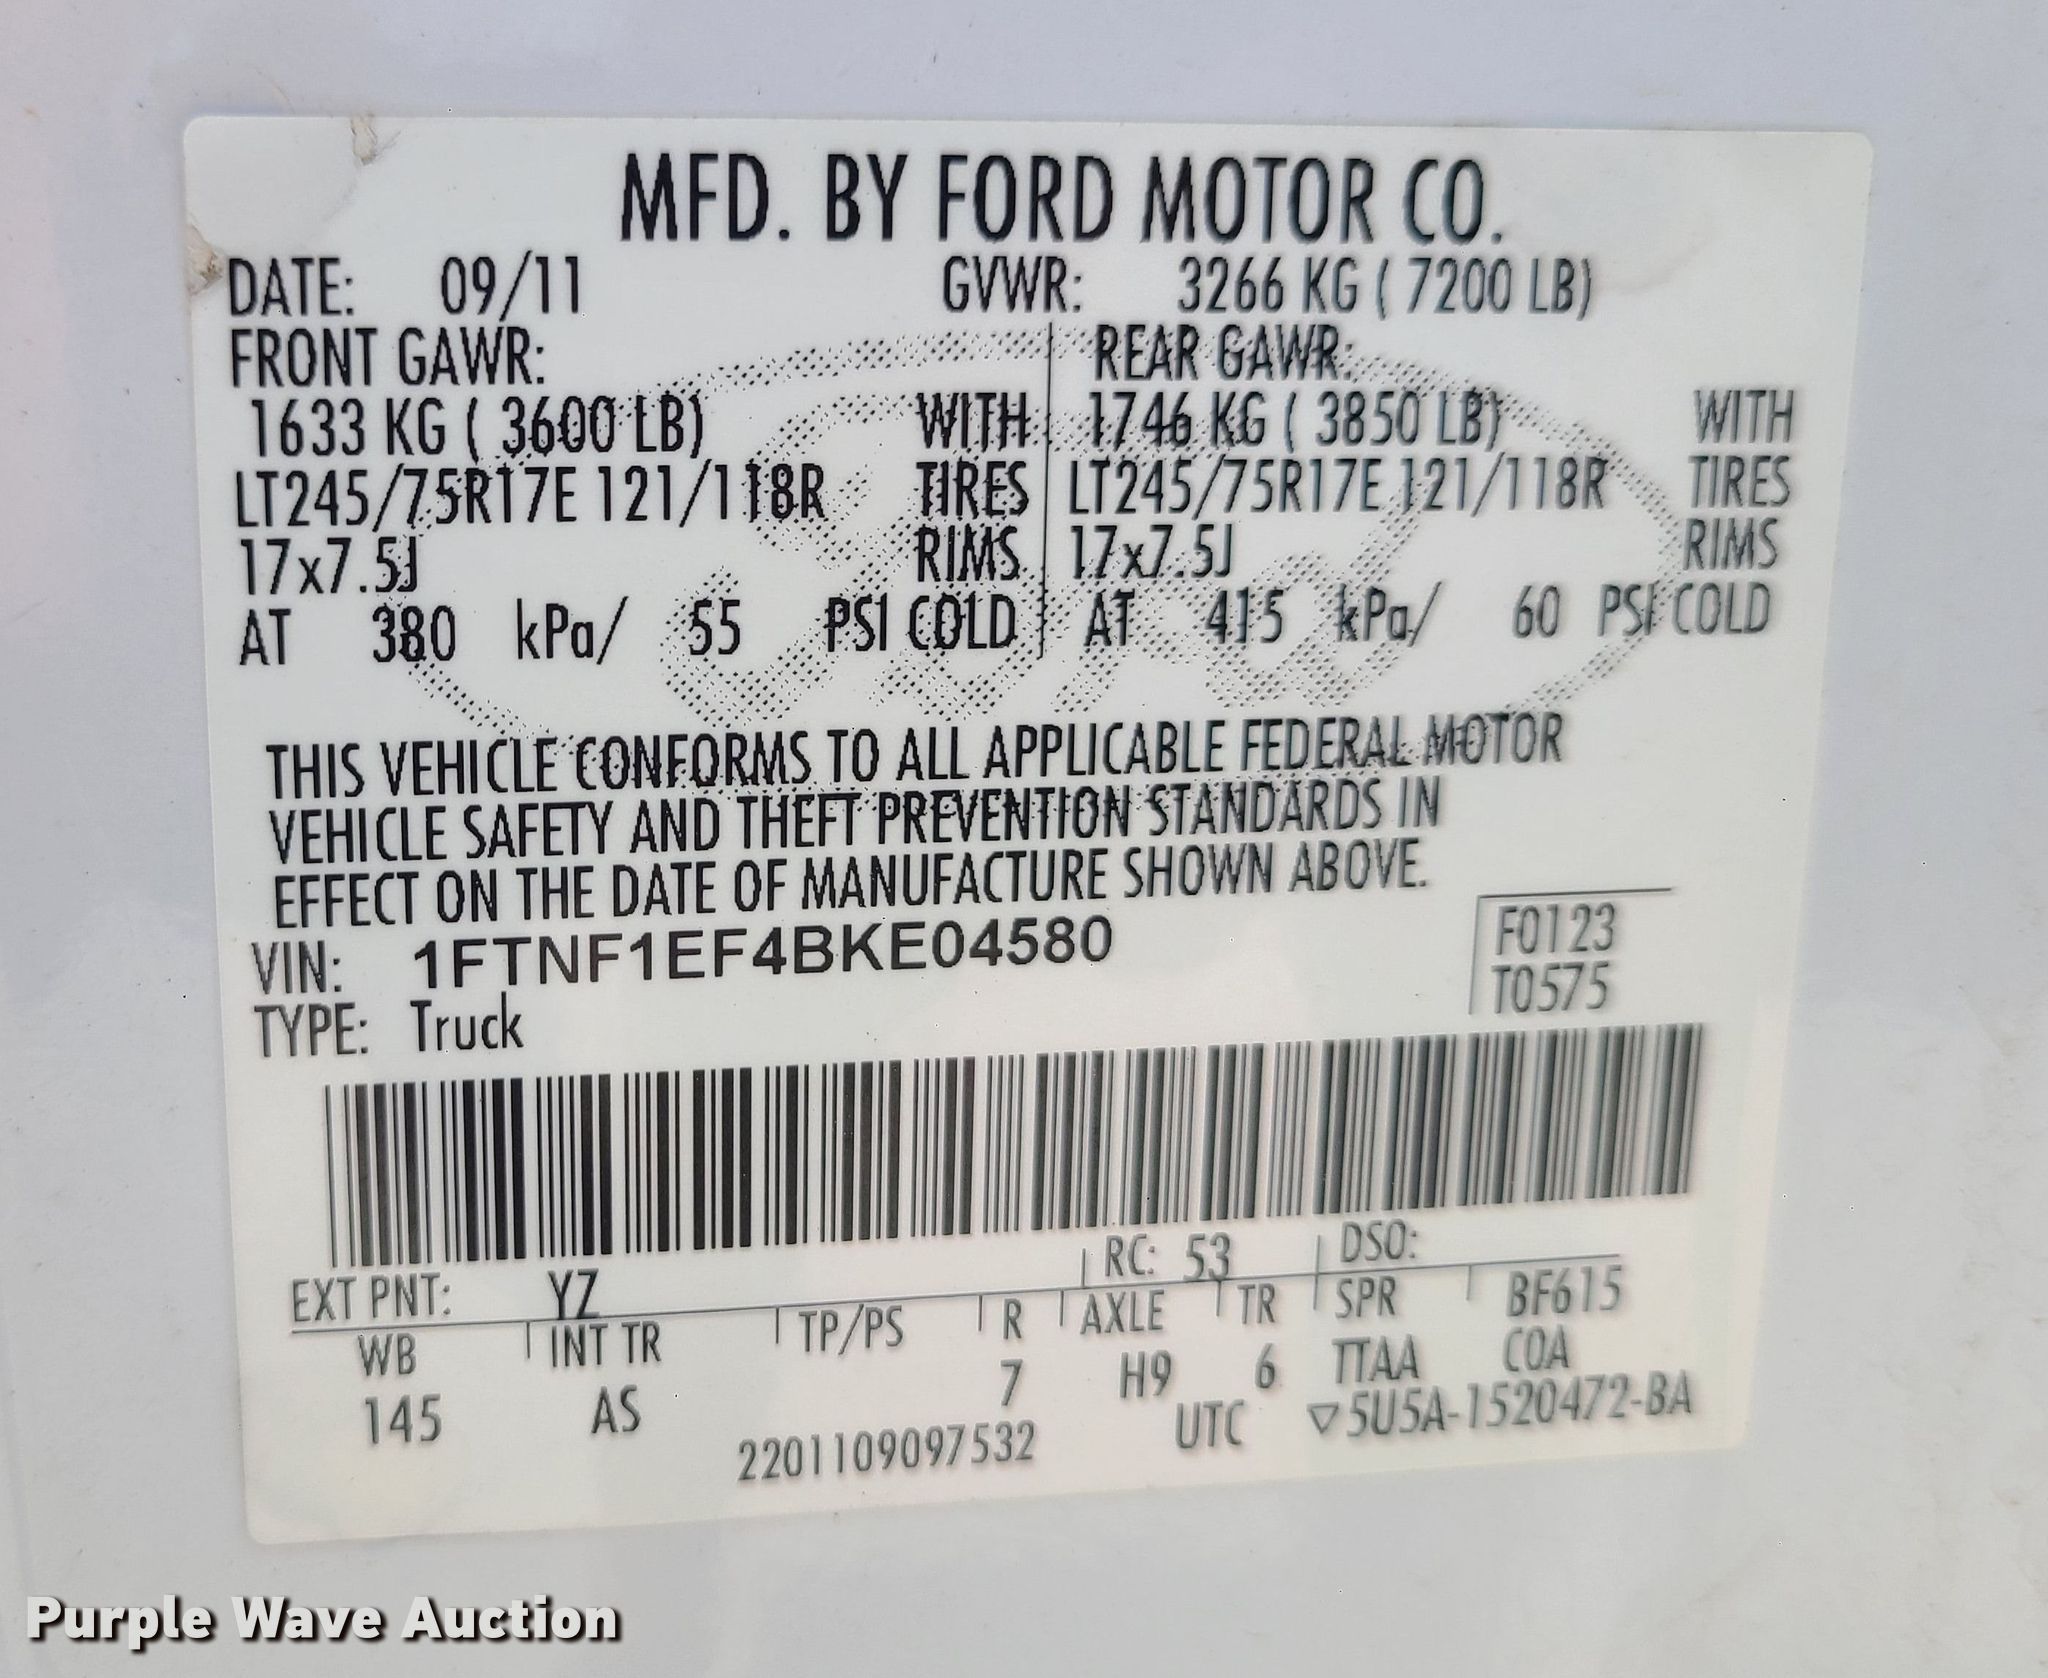 MFD. BY FORD MOTOR CO.
DATE: 09/11 GVWR: 3266 KG ( 7200 LB)
FRONT GAWR: REAR GAWR:
1633 KG ( 3600 LB) WITH 1746 KG ( 3850 LB) WITH
LT245/75R17E 121/118R TIRES LT245/75R17E 121/118R TIRES
17x7.5J RIMS 17x7.5J RIMS
AT 380 kPa/ 55 PSI COLD AT 415 kPa/ 60 PSI COLD
THIS VEHICLE CONFORMS TO ALL APPLICABLE FEDERAL MOTOR
VEHICLE SAFETY AND THEFT PREVENTION STANDARDS IN
EFFECT ON THE DATE OF MANUFACTURE SHOWN ABOVE.
VIN: 1FTNF1EF4BKE04580 F0123
TYPE: Truck T0575
EXT PNT: YZ RC: 53 DSO:
WB INT TR TP/PS R AXLE TR SPR BF615
145 AS 7 H9 6 TTAA COA
2201109097532 UTC ▽5U5A-1520472-BA
Purple Wave Auction